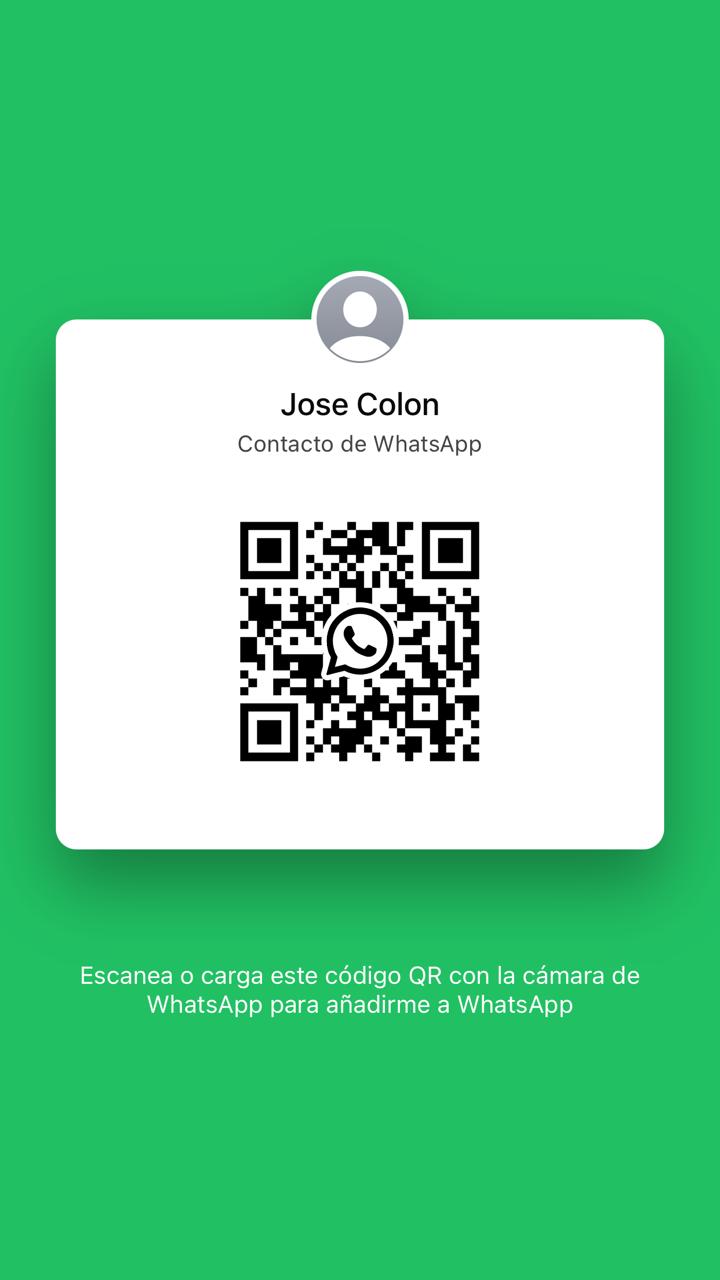 Jose Colon
Contacto de WhatsApp
Escanea o carga este código QR con la cámara de
WhatsApp para añadirme a WhatsApp